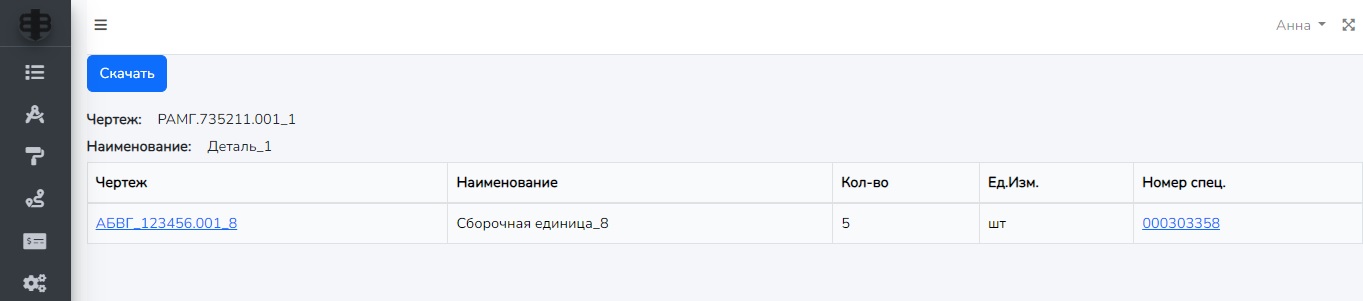 Анна
Скачать
Чертеж: РАМГ.735211.001_1
Наименование: Деталь_1
Чертеж Наименование Кол-во Ед.Изм. Номер спец.
АБВГ_123456.001_8 Сборочная единица_8 5 шт 000303358